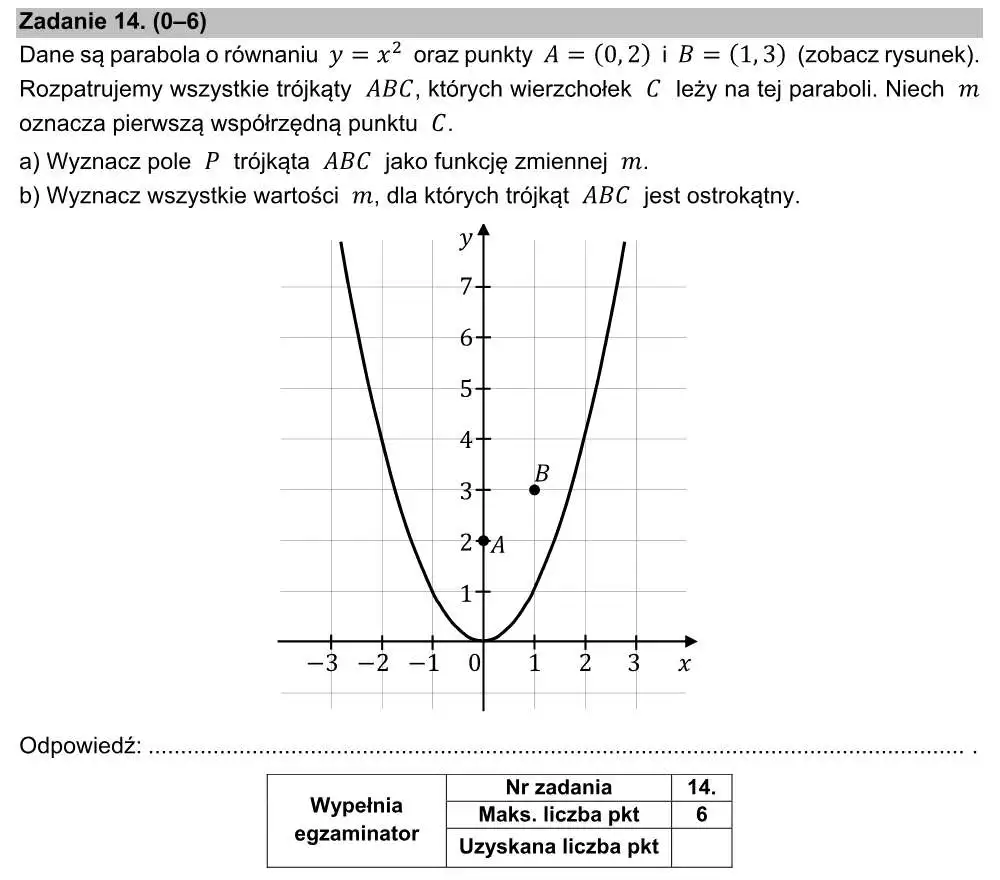 Zadanie 14. (0–6)
Dane są parabola o równaniu y = x² oraz punkty A = (0, 2) i B = (1, 3) (zobacz rysunek).
Rozpatrujemy wszystkie trójkąty ABC, których wierzchołek C leży na tej paraboli. Niech m
oznacza pierwszą współrzędną punktu C.
a) Wyznacz pole P trójkąta ABC jako funkcję zmiennej m.
b) Wyznacz wszystkie wartości m, dla których trójkąt ABC jest ostrokątny.
y
7
6
5
4
B
3
2 A
1
−3 −2 −1 0 1 2 3 x
Odpowiedź: .................................................................................................................. .
Wypełnia egzaminator
Nr zadania 14.
Maks. liczba pkt 6
Uzyskana liczba pkt